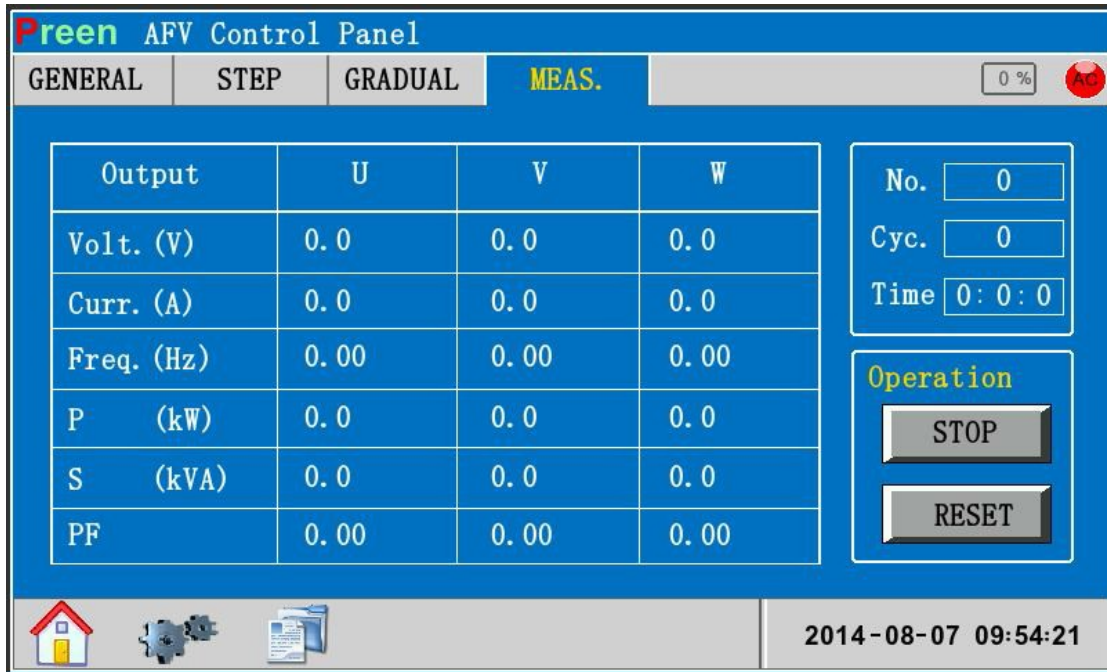 Preen AFV Control Panel
GENERAL STEP GRADUAL MEAS. 0 % AC
Output U V W
Volt. (V) 0.0 0.0 0.0
Curr. (A) 0.0 0.0 0.0
Freq. (Hz) 0.00 0.00 0.00
P (kW) 0.0 0.0 0.0
S (kVA) 0.0 0.0 0.0
PF 0.00 0.00 0.00
No. 0
Cyc. 0
Time 0: 0: 0
Operation
STOP
RESET
2014-08-07 09:54:21